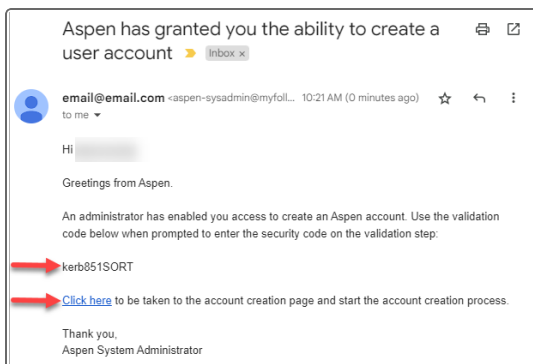 Aspen has granted you the ability to create a
user account Inbox x
email@email.com <aspen-sysadmin@myfoll... 10:21 AM (0 minutes ago)
to me
Hi
Greetings from Aspen.
An administrator has enabled you access to create an Aspen account. Use the validation
code below when prompted to enter the security code on the validation step:
kerb851SORT
Click here to be taken to the account creation page and start the account creation process.
Thank you,
Aspen System Administrator